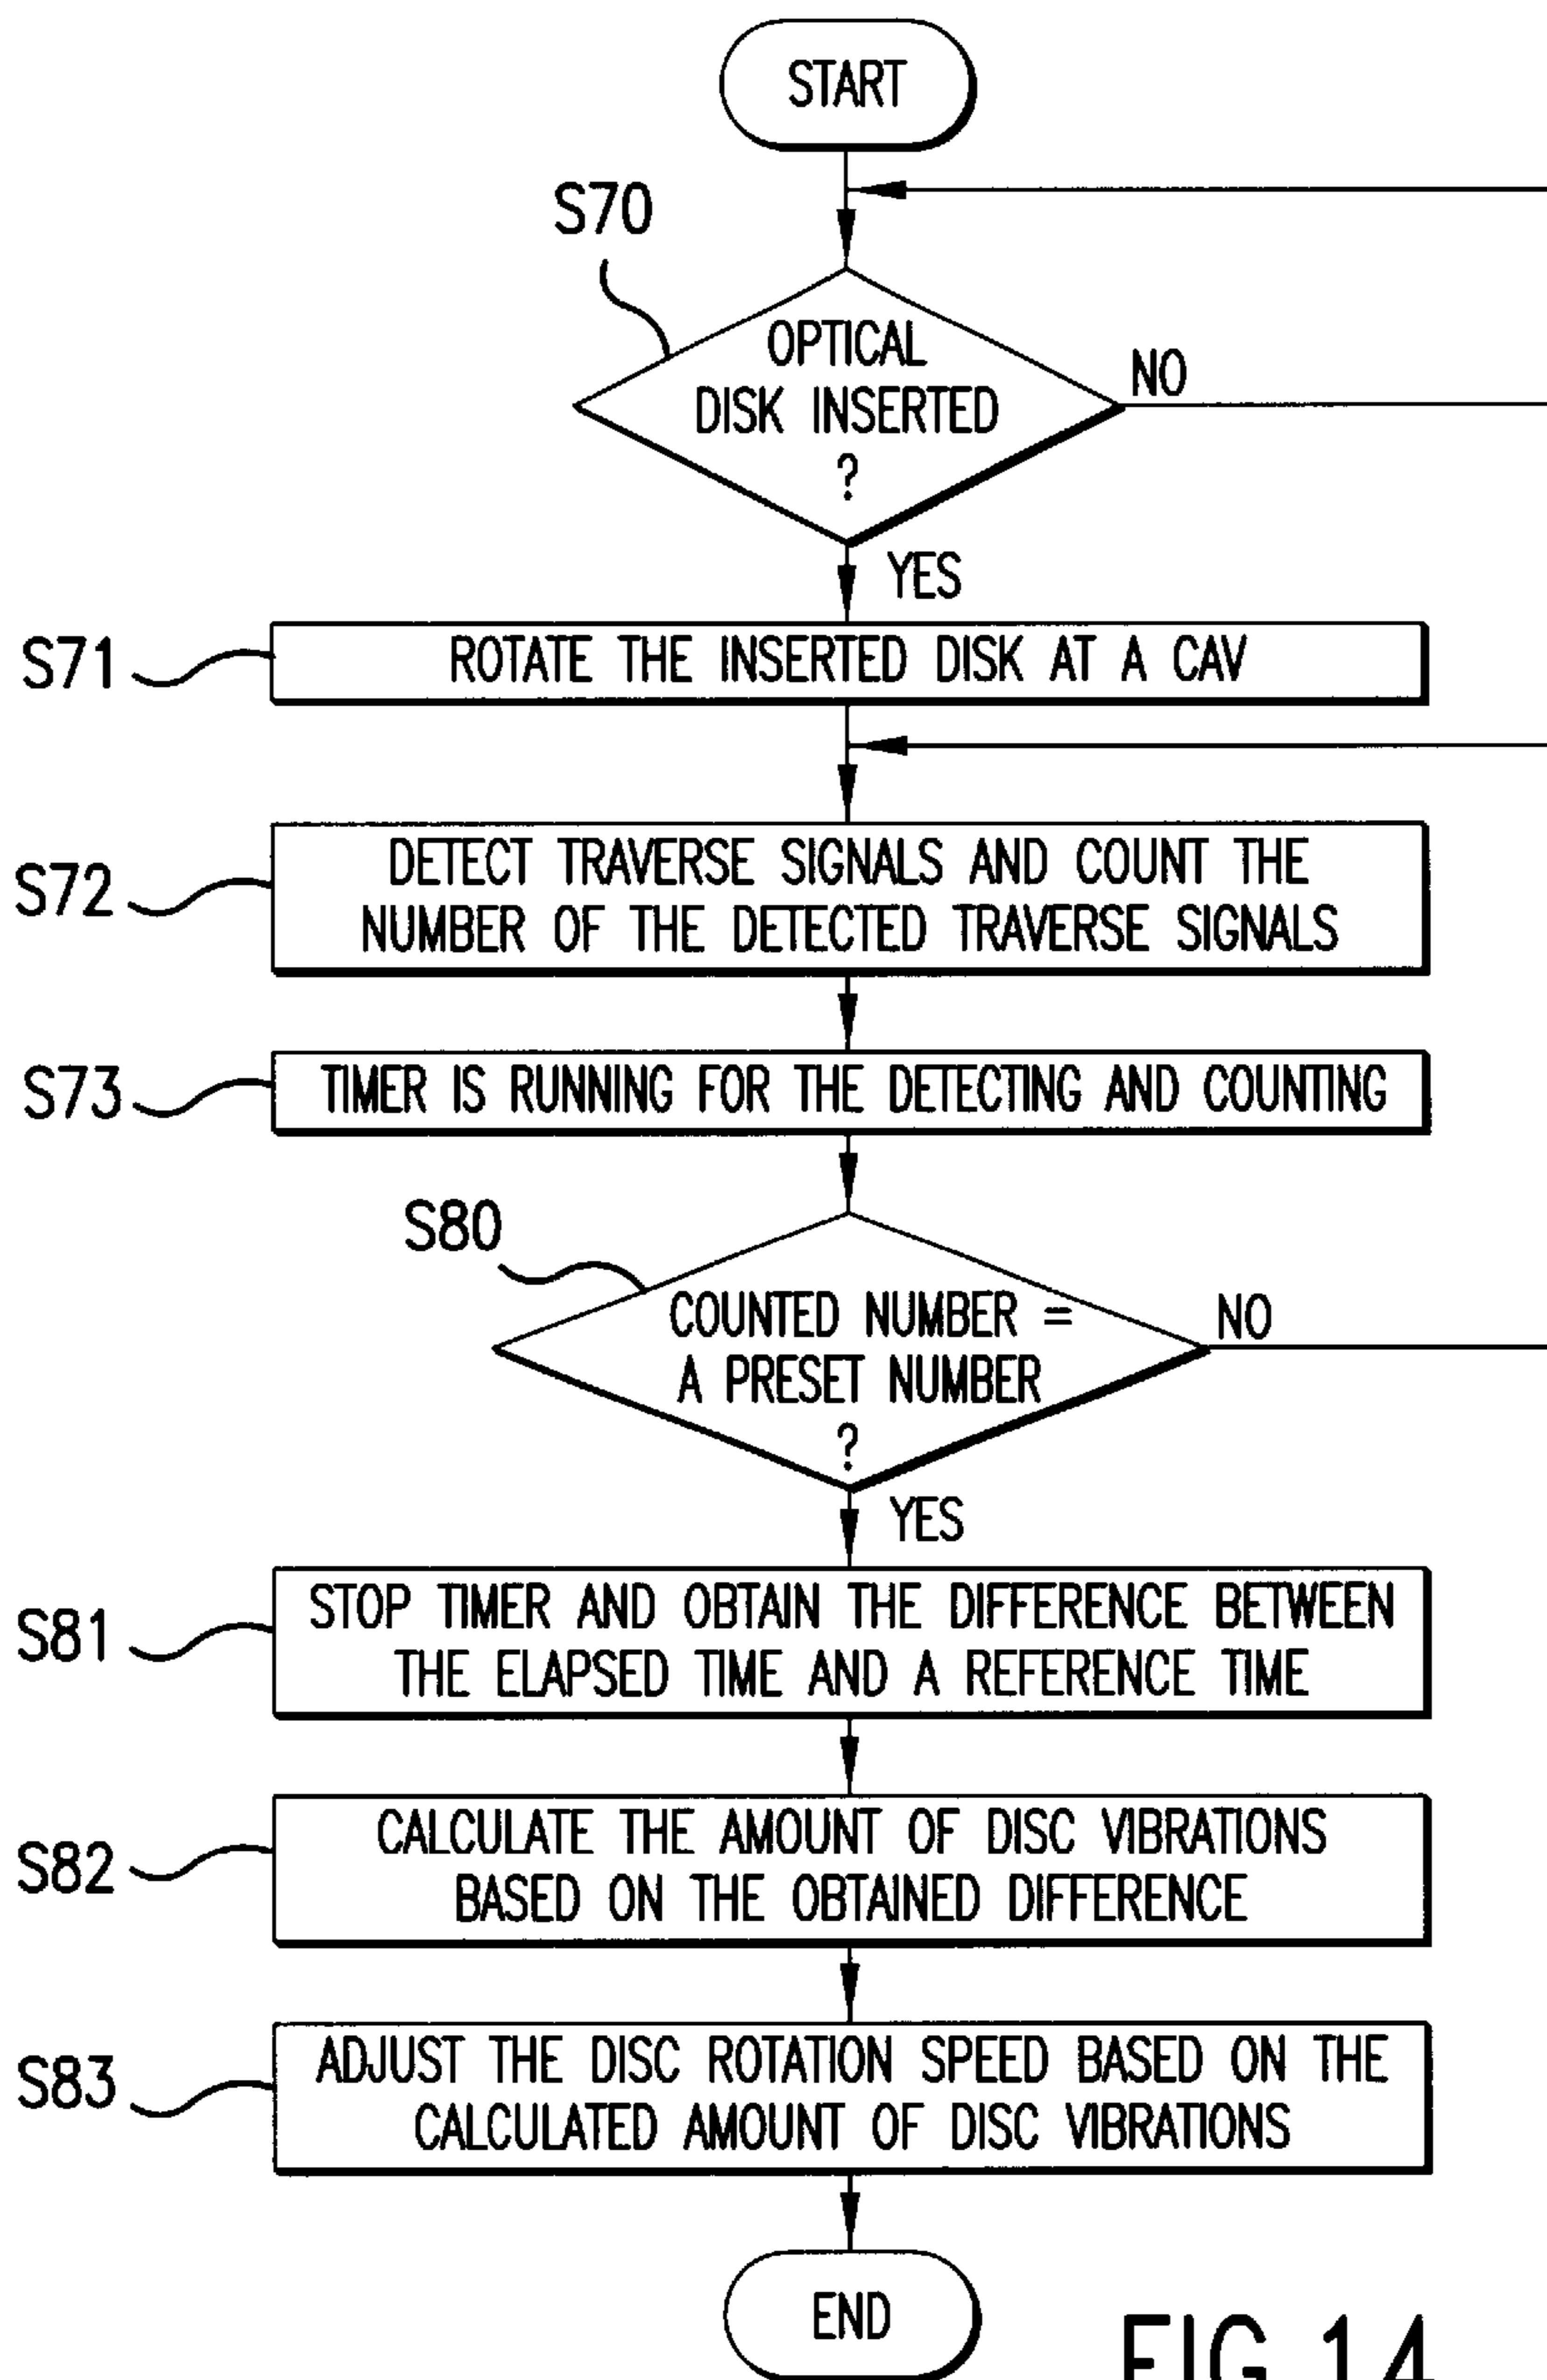 START
S70
OPTICAL
DISK INSERTED
?
NO
YES
S71
ROTATE THE INSERTED DISK AT A CAV
S72
DETECT TRAVERSE SIGNALS AND COUNT THE
NUMBER OF THE DETECTED TRAVERSE SIGNALS
S73
TIMER IS RUNNING FOR THE DETECTING AND COUNTING
S80
COUNTED NUMBER =
A PRESET NUMBER
?
NO
YES
S81
STOP TIMER AND OBTAIN THE DIFFERENCE BETWEEN
THE ELAPSED TIME AND A REFERENCE TIME
S82
CALCULATE THE AMOUNT OF DISC VIBRATIONS
BASED ON THE OBTAINED DIFFERENCE
S83
ADJUST THE DISC ROTATION SPEED BASED ON THE
CALCULATED AMOUNT OF DISC VIBRATIONS
END
FIG.14